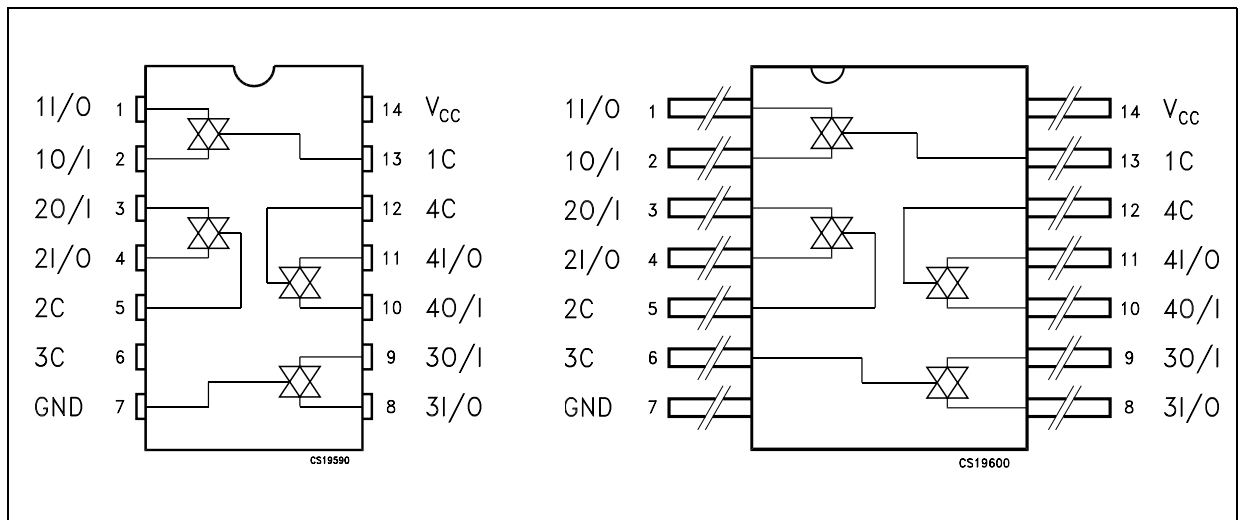 1I/O 1 14 VCC
1O/I 2 13 1C
2O/I 3 12 4C
2I/O 4 11 4I/O
2C 5 10 4O/I
3C 6 9 3O/I
GND 7 8 3I/O
CS19590
1I/O 1 14 VCC
1O/I 2 13 1C
2O/I 3 12 4C
2I/O 4 11 4I/O
2C 5 10 4O/I
3C 6 9 3O/I
GND 7 8 3I/O
CS19600